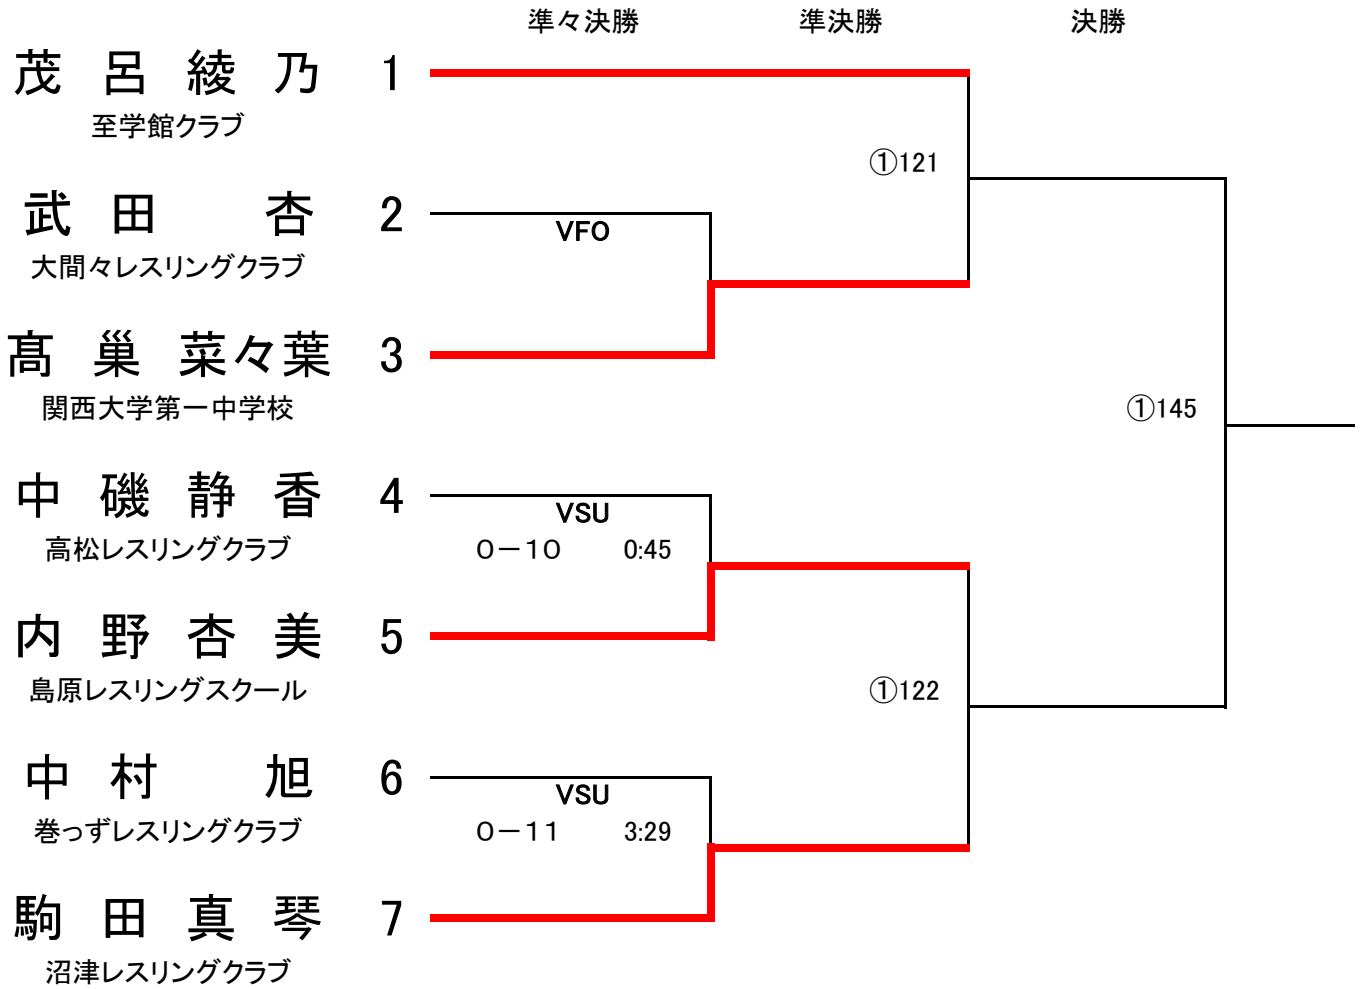 準々決勝 準決勝 決勝
茂呂綾乃 1
至学館クラブ
①121
武田 杏 2
VFO
大間々レスリングクラブ
髙巢菜々葉 3
関西大学第一中学校
①145
中磯静香 4
VSU
高松レスリングクラブ
0－10 0:45
内野杏美 5
島原レスリングスクール
①122
中村 旭 6
VSU
巻っずレスリングクラブ
0－11 3:29
駒田真琴 7
沼津レスリングクラブ